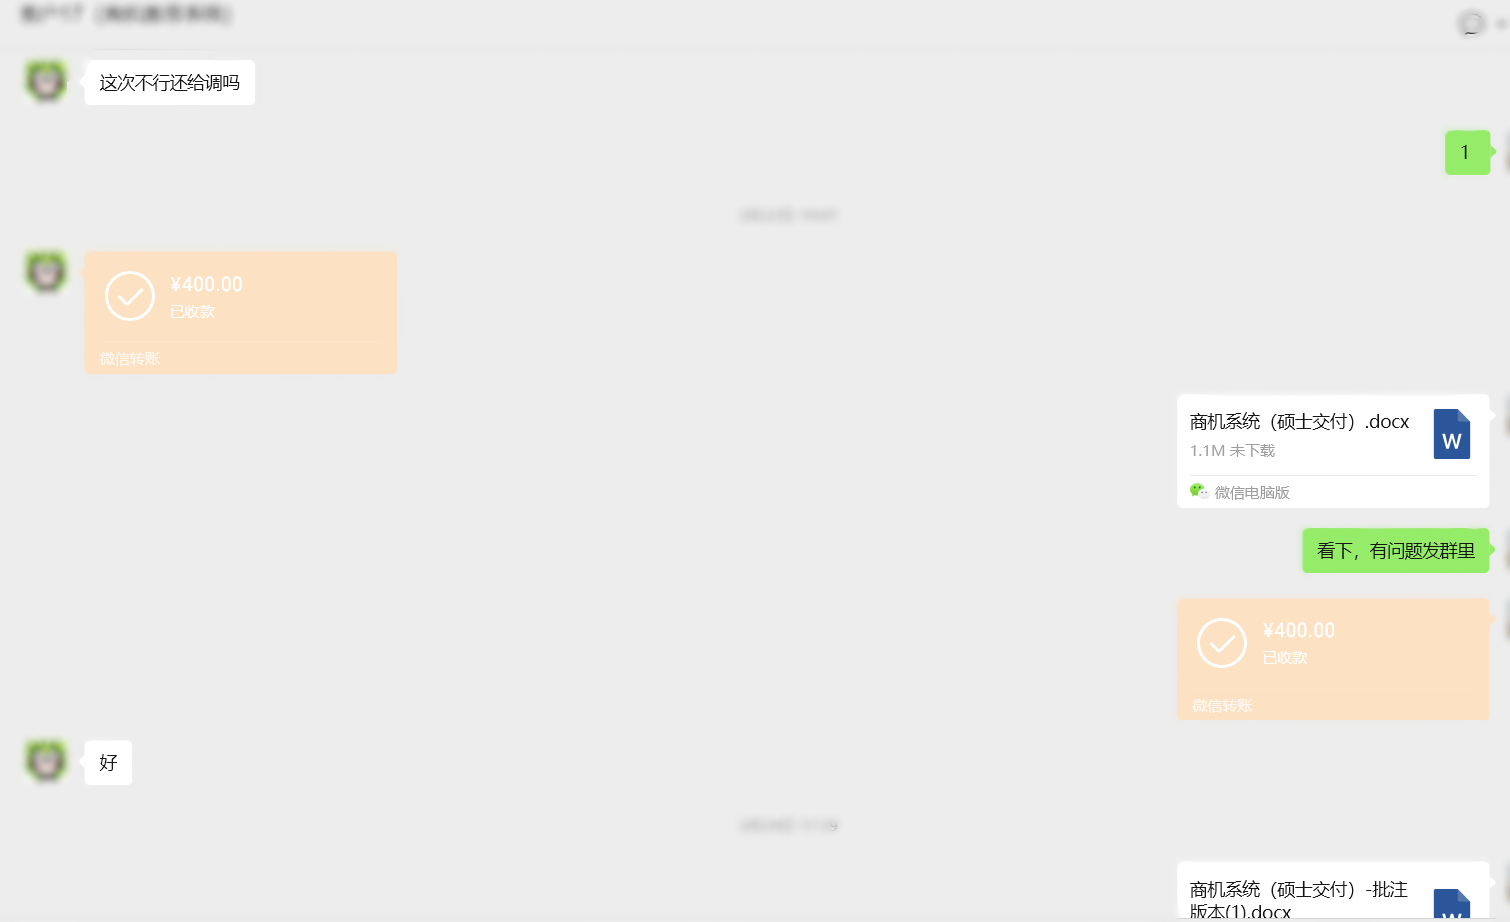 这次不行还给调吗
1
¥400.00
已收款
微信转账
商机系统（硕士交付）.docx
1.1M 未下载
W
微信电脑版
看下，有问题发群里
¥400.00
已收款
微信转账
好
商机系统（硕士交付）-批注
版本(1).docx
W